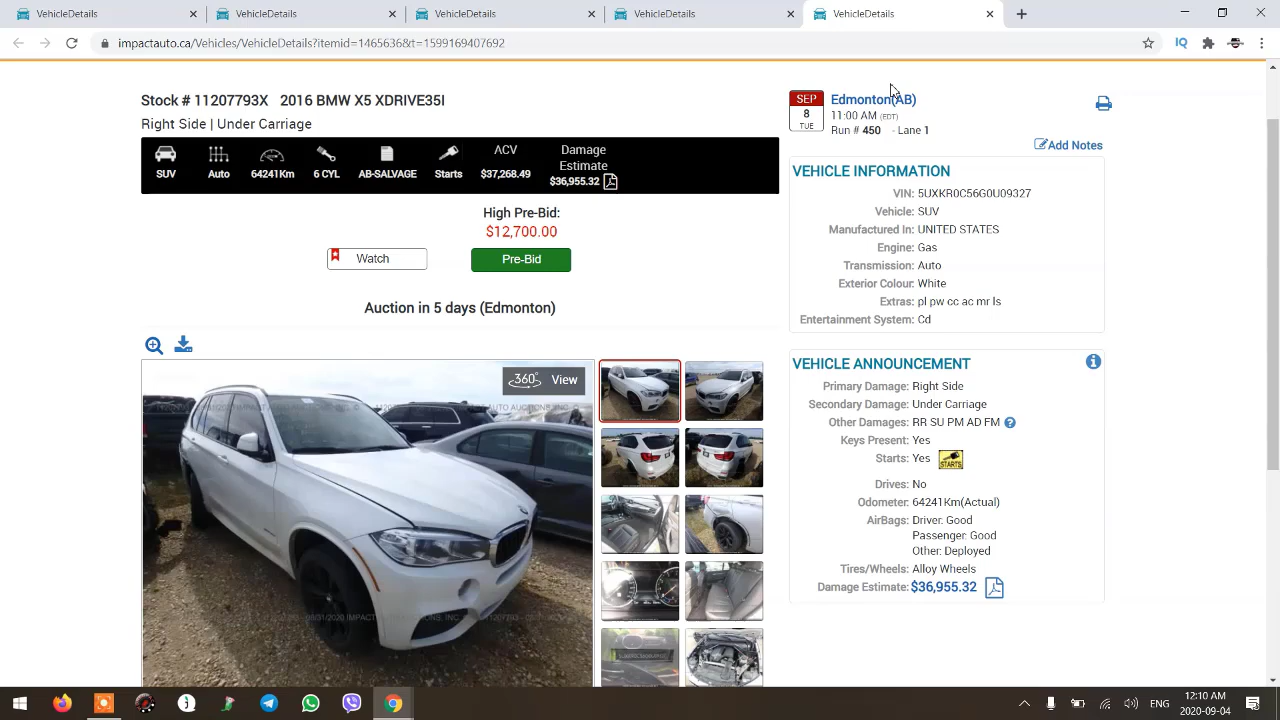 VehicleDetails
VehicleDetails
VehicleDetails
VehicleDetails
VehicleDetails
impactauto.ca/Vehicles/VehicleDetails?itemid=1465636&t=1599169407692
IQ
Stock # 11207793X 2016 BMW X5 XDRIVE35I
Right Side | Under Carriage
SUV
Auto
64241Km
6 CYL
AB-SALVAGE
Starts
ACV
$37,268.49
Damage
Estimate
$36,955.32
High Pre-Bid:
$12,700.00
Watch
Pre-Bid
Auction in 5 days (Edmonton)
360° View
SEP
8
TUE
Edmonton(AB)
11:00 AM (EDT)
Run # 450 - Lane 1
Add Notes
VEHICLE INFORMATION
VIN: 5UXKR0C56G0U09327
Vehicle: SUV
Manufactured In: UNITED STATES
Engine: Gas
Transmission: Auto
Exterior Colour: White
Extras: pl pw cc ac mr ls
Entertainment System: Cd
VEHICLE ANNOUNCEMENT
Primary Damage: Right Side
Secondary Damage: Under Carriage
Other Damages: RR SU PM AD FM
Keys Present: Yes
Starts: Yes STARTS
Drives: No
Odometer: 64241Km(Actual)
AirBags: Driver: Good
Passenger: Good
Other: Deployed
Tires/Wheels: Alloy Wheels
Damage Estimate: $36,955.32
ENG
12:10 AM
2020-09-04